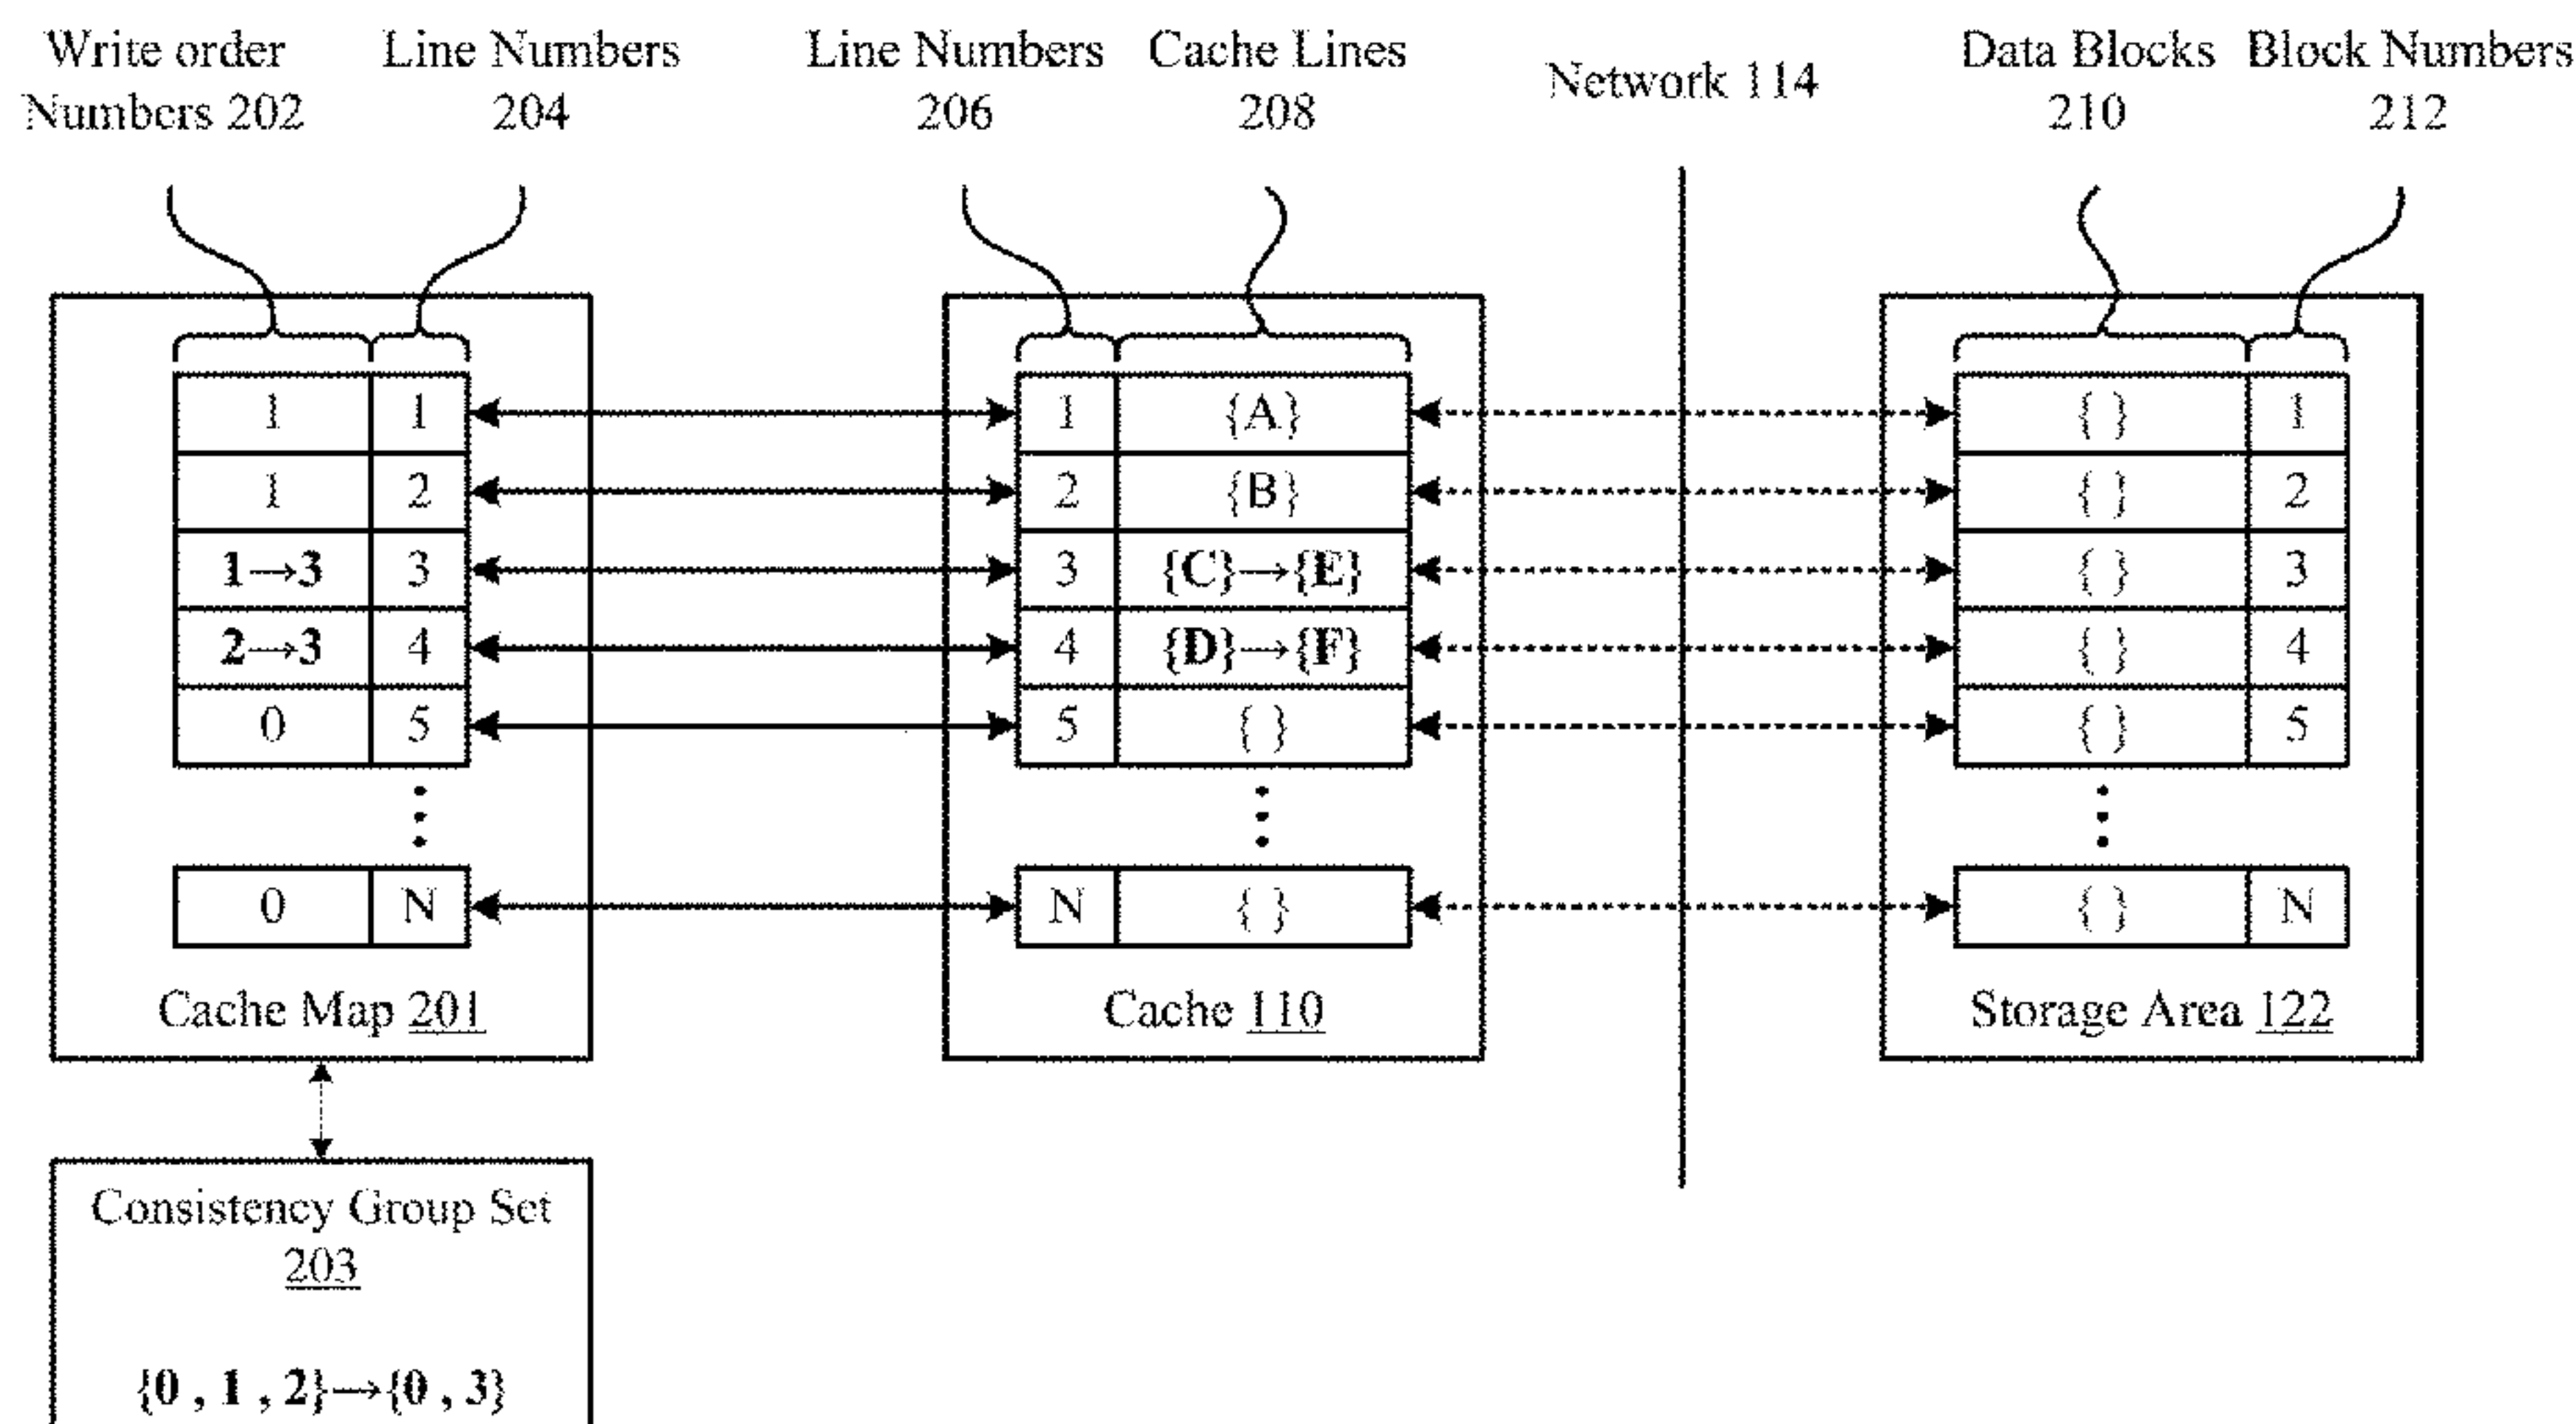 Write order Numbers 202
Line Numbers 204
Line Numbers 206
Cache Lines 208
Network 114
Data Blocks 210
Block Numbers 212
1 1 1 {A} { } 1
1 2 2 {B} { } 2
1→3 3 3 {C}→{E} { } 3
2→3 4 4 {D}→{F} { } 4
0 5 5 { } { } 5
0 N N { } { } N
Cache Map 201
Cache 110
Storage Area 122
Consistency Group Set
203
{0 , 1 , 2}→{0 , 3}